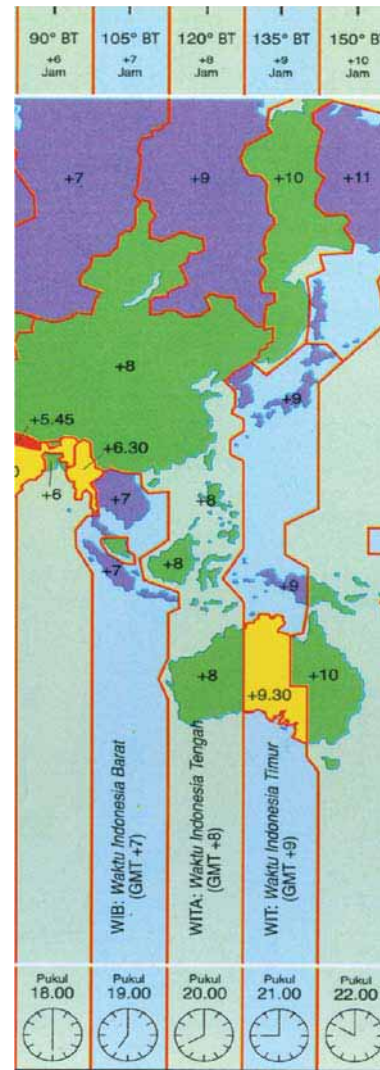 90° BT
+6
Jam
105° BT
+7
Jam
120° BT
+8
Jam
135° BT
+9
Jam
150° BT
+10
Jam
+7
+9
+10
+11
+8
+5.45
+9
+6.30
+6
+7
+8
+7
+8
+9
+8
+9.30
+10
WIB: Waktu Indonesia Barat
(GMT +7)
WITA: Waktu Indonesia Tengah
(GMT +8)
WIT: Waktu Indonesia Timur
(GMT +9)
Pukul
18.00
Pukul
19.00
Pukul
20.00
Pukul
21.00
Pukul
22.00